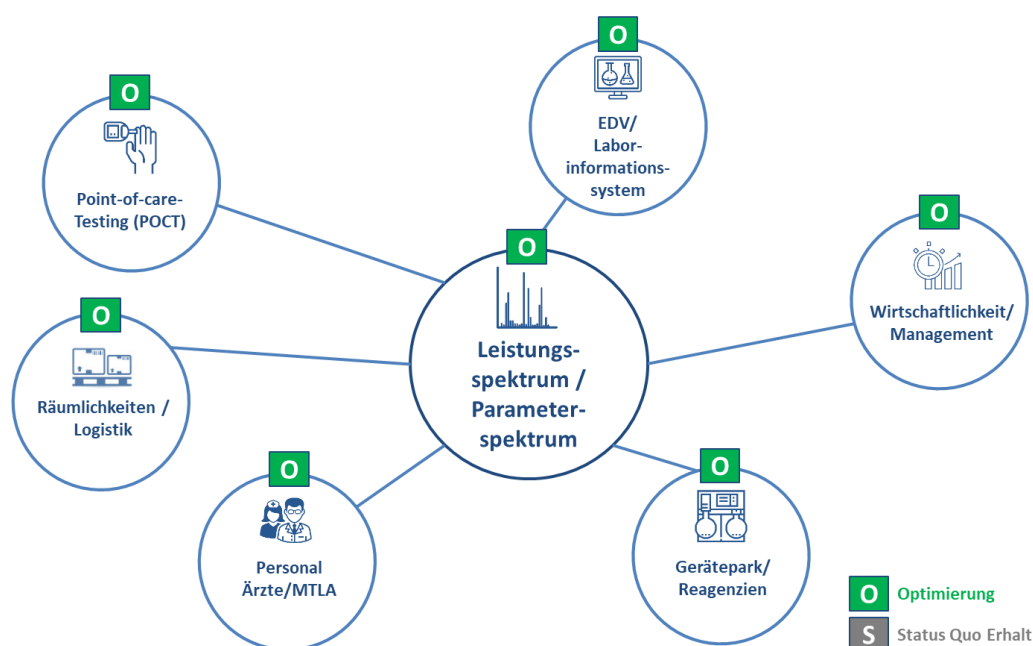 O
EDV/
Labor-
informations-
system
O
Point-of-care-
Testing (POCT)
O
Wirtschaftlichkeit/
Management
O
Leistungs-
spektrum /
Parameter-
spektrum
O
Räumlichkeiten /
Logistik
O
Personal
Ärzte/MTLA
O
Gerätepark/
Reagenzien
O Optimierung
S Status Quo Erhalt